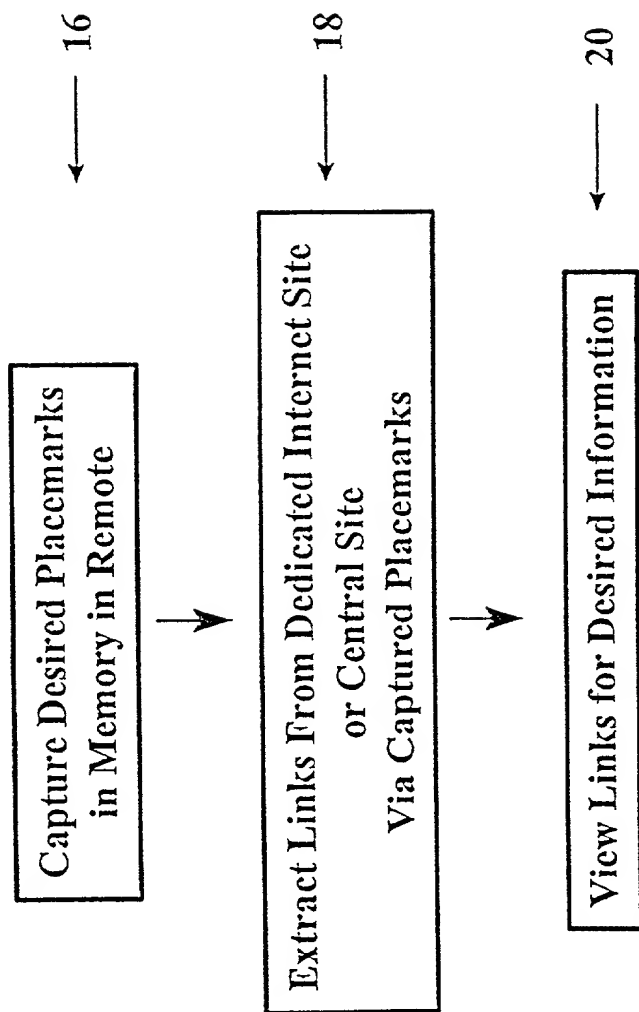 Capture Desired Placemarks
in Memory in Remote
16
Extract Links From Dedicated Internet Site
or Central Site
Via Captured Placemarks
18
View Links for Desired Information
20